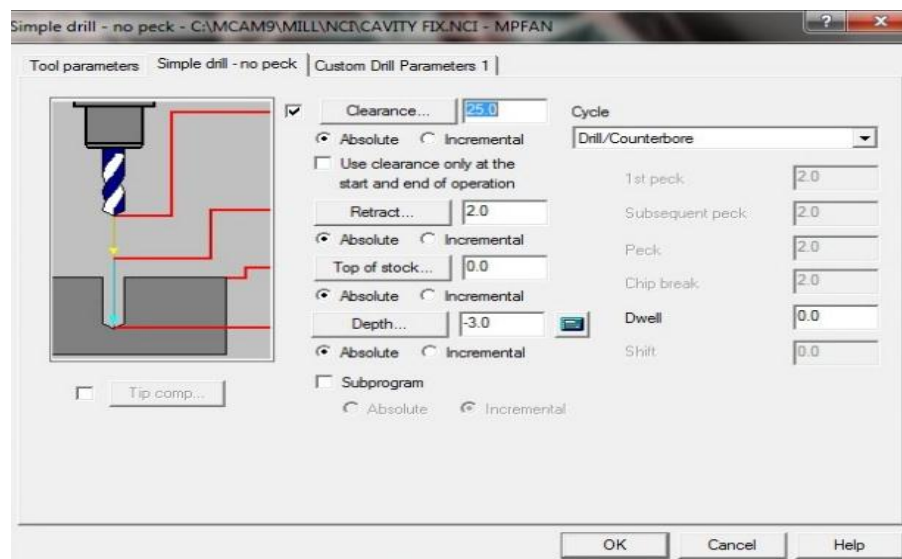 Simple drill - no peck - C:\MCAM9\MILL\NCI\CAVITY FIX.NCI - MPFAN
Tool parameters Simple drill - no peck Custom Drill Parameters 1
Clearance... 25.0
Absolute Incremental
Use clearance only at the
start and end of operation
Retract... 2.0
Absolute Incremental
Top of stock... 0.0
Absolute Incremental
Depth... -3.0
Absolute Incremental
Tip comp...
Subprogram
Absolute Incremental
Cycle
Drill/Counterbore
1st peck 2.0
Subsequent peck 2.0
Peck 2.0
Chip break 2.0
Dwell 0.0
Shift 0.0
OK Cancel Help